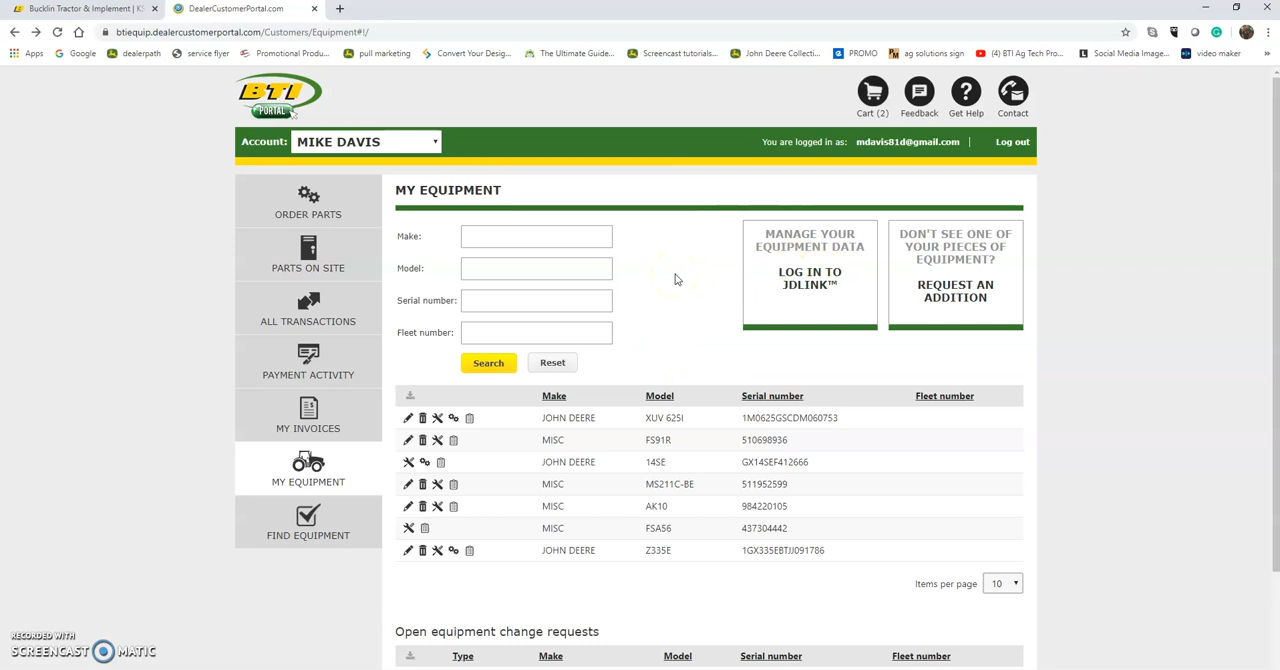 Bucklin Tractor & Implement | KS
DealerCustomerPortal.com
btiequip.dealercustomerportal.com/Customers/Equipment#!/
Apps Google dealerpath service flyer Promotional Produ... pull marketing Convert Your Desig... The Ultimate Guide... Screencast tutorials... John Deere Collecti... PROMO ag solutions sign (4) BTI Ag Tech Pro... Social Media Image... video maker
BTI
PORTAL
Cart (2) Feedback Get Help Contact
Account: MIKE DAVIS You are logged in as: mdavis81d@gmail.com | Log out
ORDER PARTS
PARTS ON SITE
ALL TRANSACTIONS
PAYMENT ACTIVITY
MY INVOICES
MY EQUIPMENT
FIND EQUIPMENT
MY EQUIPMENT
Make:
Model:
Serial number:
Fleet number:
Search Reset
MANAGE YOUR
EQUIPMENT DATA
LOG IN TO
JDLINK™
DON'T SEE ONE OF
YOUR PIECES OF
EQUIPMENT?
REQUEST AN
ADDITION
Make Model Serial number Fleet number
JOHN DEERE XUV 625I 1M0625GSCDM060753
MISC FS91R 510698936
JOHN DEERE 14SE GX14SEF412666
MISC MS211C-BE 511952599
MISC AK10 984220105
MISC FSA56 437304442
JOHN DEERE Z335E 1GX335EBTJJ091786
Items per page 10
Open equipment change requests
Type Make Model Serial number Fleet number
RECORDED WITH
SCREENCAST MATIC